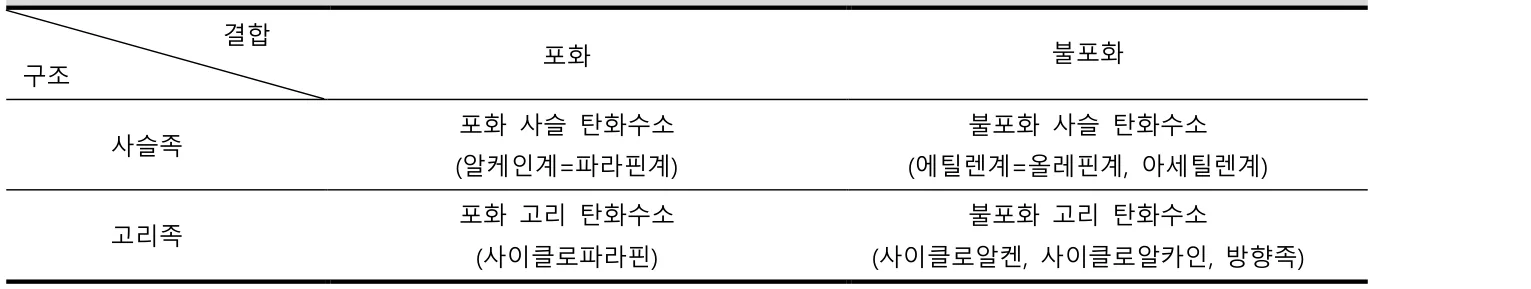 결합
구조
포화
불포화
사슬족
포화 사슬 탄화수소
(알케인계=파라핀계)
불포화 사슬 탄화수소
(에틸렌계=올레핀계, 아세틸렌계)
고리족
포화 고리 탄화수소
(사이클로파라핀)
불포화 고리 탄화수소
(사이클로알켄, 사이클로알카인, 방향족)